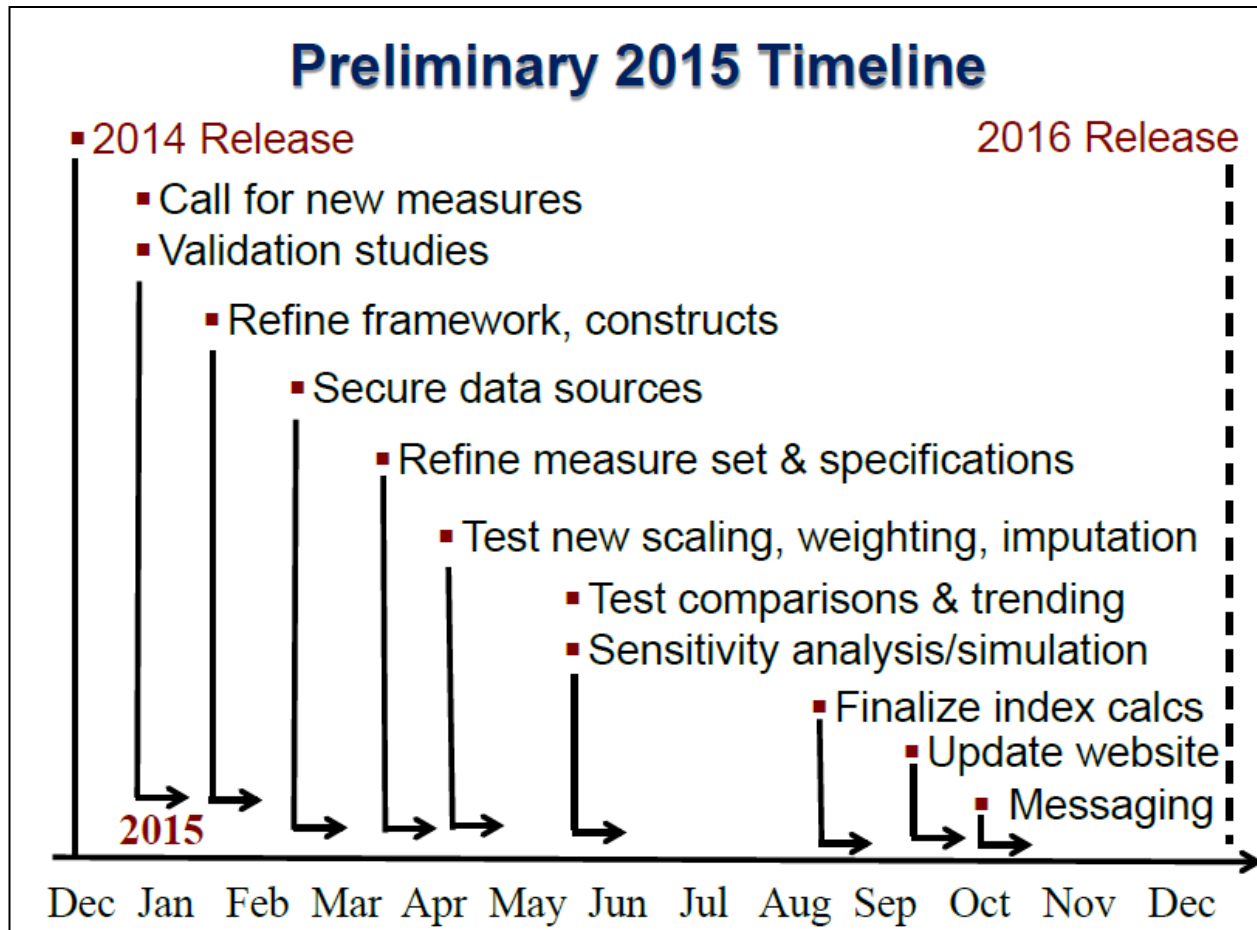 Preliminary 2015 Timeline
▪ 2014 Release
2016 Release
▪ Call for new measures
▪ Validation studies
▪ Refine framework, constructs
▪ Secure data sources
▪ Refine measure set & specifications
▪ Test new scaling, weighting, imputation
▪ Test comparisons & trending
▪ Sensitivity analysis/simulation
▪ Finalize index calcs
▪ Update website
▪ Messaging
2015
Dec Jan Feb Mar Apr May Jun Jul Aug Sep Oct Nov Dec